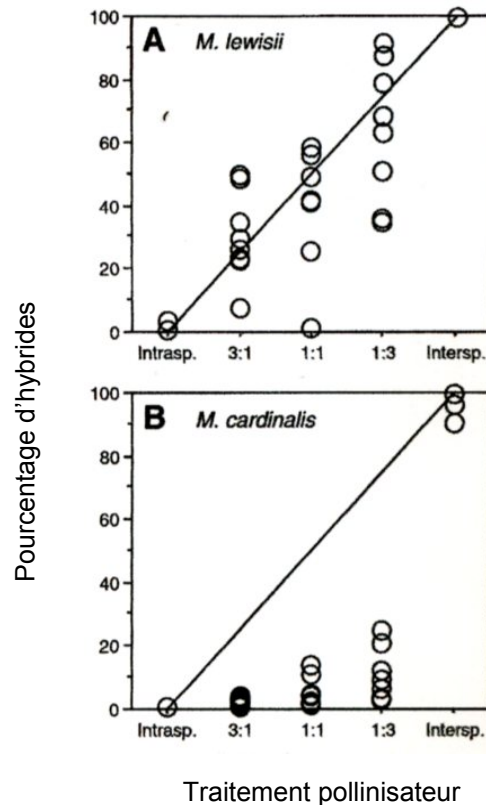 Pourcentage d'hybrides
100
80
60
40
20
0
A M. lewisii
Intrasp. 3:1 1:1 1:3 Intersp.
100
80
60
40
20
0
B M. cardinalis
Intrasp. 3:1 1:1 1:3 Intersp.
Traitement pollinisateur